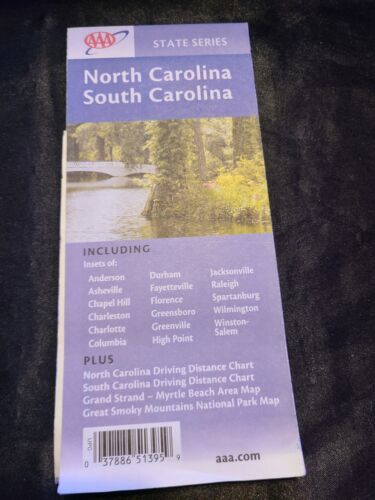 AAA
STATE SERIES
North Carolina
South Carolina
INCLUDING
Insets of:
Anderson
Asheville
Chapel Hill
Charleston
Charlotte
Columbia
Durham
Fayetteville
Florence
Greensboro
Greenville
High Point
Jacksonville
Raleigh
Spartanburg
Wilmington
Winston-
Salem
PLUS
North Carolina Driving Distance Chart
South Carolina Driving Distance Chart
Grand Strand – Myrtle Beach Area Map
Great Smoky Mountains National Park Map
UPC
0 37886 51395 9
aaa.com